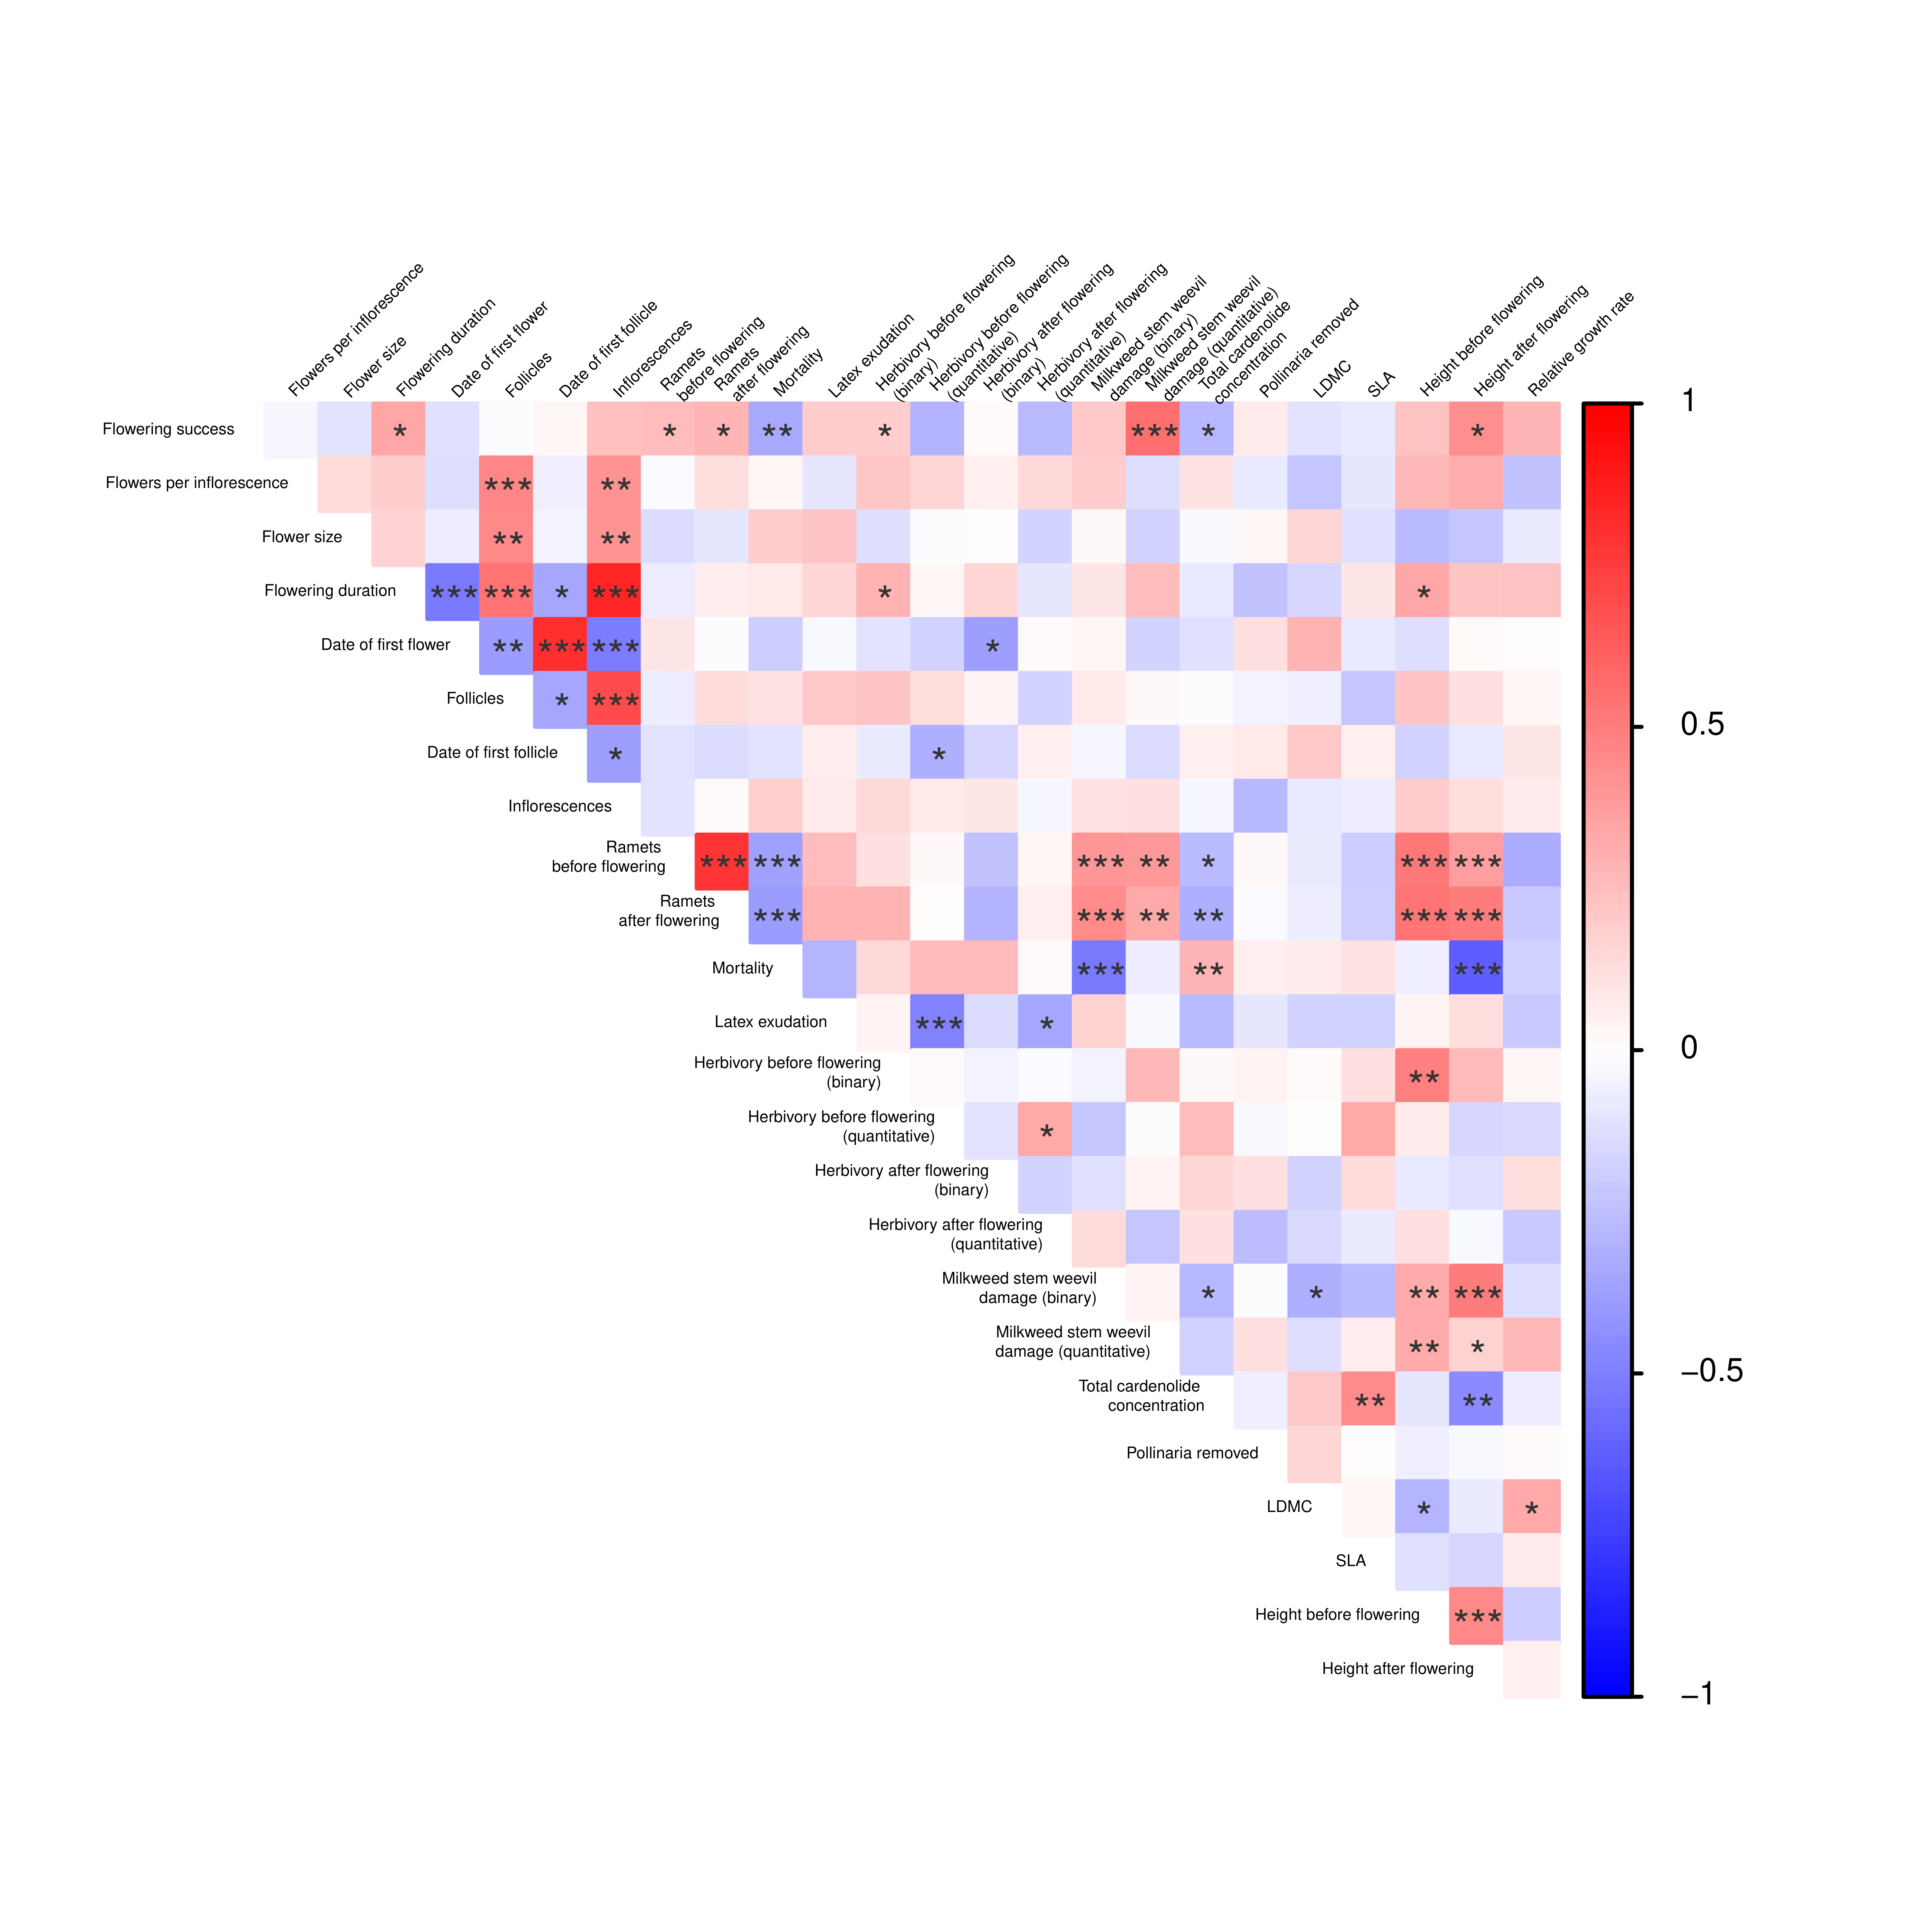 Flowers per inflorescence
Flower size
Flowering duration
Date of first flower
Follicles
Date of first follicle
Inflorescences
Ramets
before flowering
Ramets
after flowering
Mortality
Latex exudation
Herbivory before flowering
(binary)
Herbivory before flowering
(quantitative)
Herbivory after flowering
(binary)
Herbivory after flowering
(quantitative)
Milkweed stem weevil
damage (binary)
Milkweed stem weevil
damage (quantitative)
Total cardenolide
concentration
Pollinaria removed
LDMC
SLA
Height before flowering
Height after flowering
Relative growth rate
Flowering success * * * ** * *** * *
Flowers per inflorescence *** **
Flower size ** **
Flowering duration *** *** * *** * *
Date of first flower ** *** *** *
Follicles * ***
Date of first follicle * *
Inflorescences
Ramets
before flowering *** *** *** ** * *** ***
Ramets
after flowering *** *** ** ** *** ***
Mortality *** ** ***
Latex exudation *** *
Herbivory before flowering
(binary) **
Herbivory before flowering
(quantitative) *
Herbivory after flowering
(binary)
Herbivory after flowering
(quantitative)
Milkweed stem weevil
damage (binary) * * ** ***
Milkweed stem weevil
damage (quantitative) ** *
Total cardenolide
concentration ** **
Pollinaria removed
LDMC * *
SLA
Height before flowering ***
Height after flowering
1
0.5
0
−0.5
−1